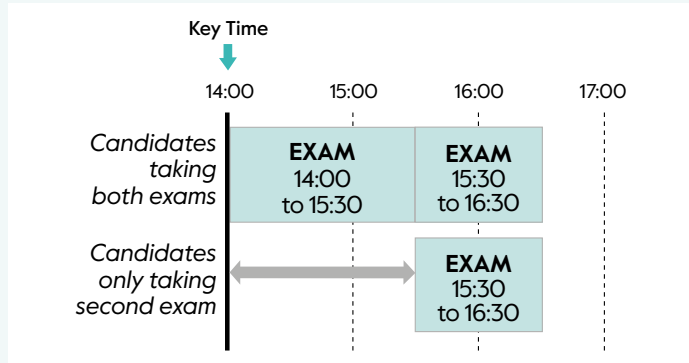 Key Time
14:00 15:00 16:00 17:00
Candidates
taking
both exams
EXAM
14:00
to 15:30
EXAM
15:30
to 16:30
Candidates
only taking
second exam
EXAM
15:30
to 16:30